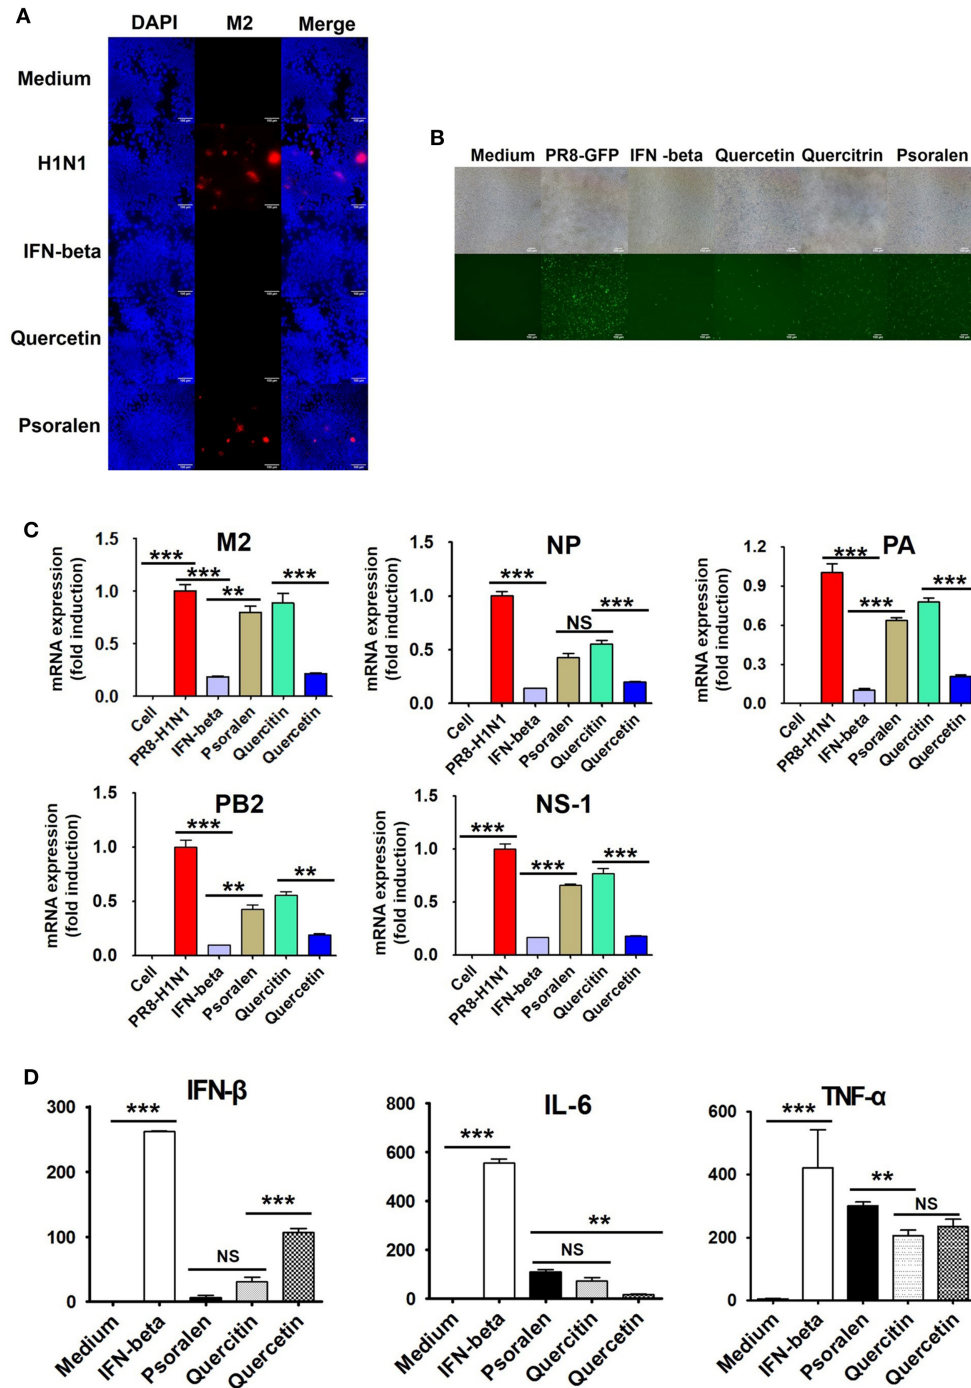 A
DAPI M2 Merge
Medium
H1N1
IFN-beta
Quercetin
Psoralen
B
Medium PR8-GFP IFN -beta Quercetin Quercitrin Psoralen
C
M2
mRNA expression
(fold induction)
1.5
1.0
0.5
0.0
*** *** ** ***
Cell PR8-H1N1 IFN-beta Psoralen Quercitin Quercetin
NP
mRNA expression
(fold induction)
1.5
1.0
0.5
0.0
*** NS ***
Cell PR8-H1N1 IFN-beta Psoralen Quercitin Quercetin
PA
mRNA expression
(fold induction)
1.2
0.9
0.6
0.3
0.0
*** *** ***
Cell PR8-H1N1 IFN-beta Psoralen Quercitin Quercetin
PB2
mRNA expression
(fold induction)
1.5
1.0
0.5
0.0
*** ** **
Cell PR8-H1N1 IFN-beta Psoralen Quercitin Quercetin
NS-1
mRNA expression
(fold induction)
1.5
1.0
0.5
0.0
*** *** ***
Cell PR8-H1N1 IFN-beta Psoralen Quercitin Quercetin
D
IFN-β
300
200
100
0
*** NS ***
Medium IFN-beta Psoralen Quercitin Quercetin
IL-6
800
600
400
200
0
*** NS **
Medium IFN-beta Psoralen Quercitin Quercetin
TNF-α
600
400
200
0
*** ** NS
Medium IFN-beta Psoralen Quercitin Quercetin